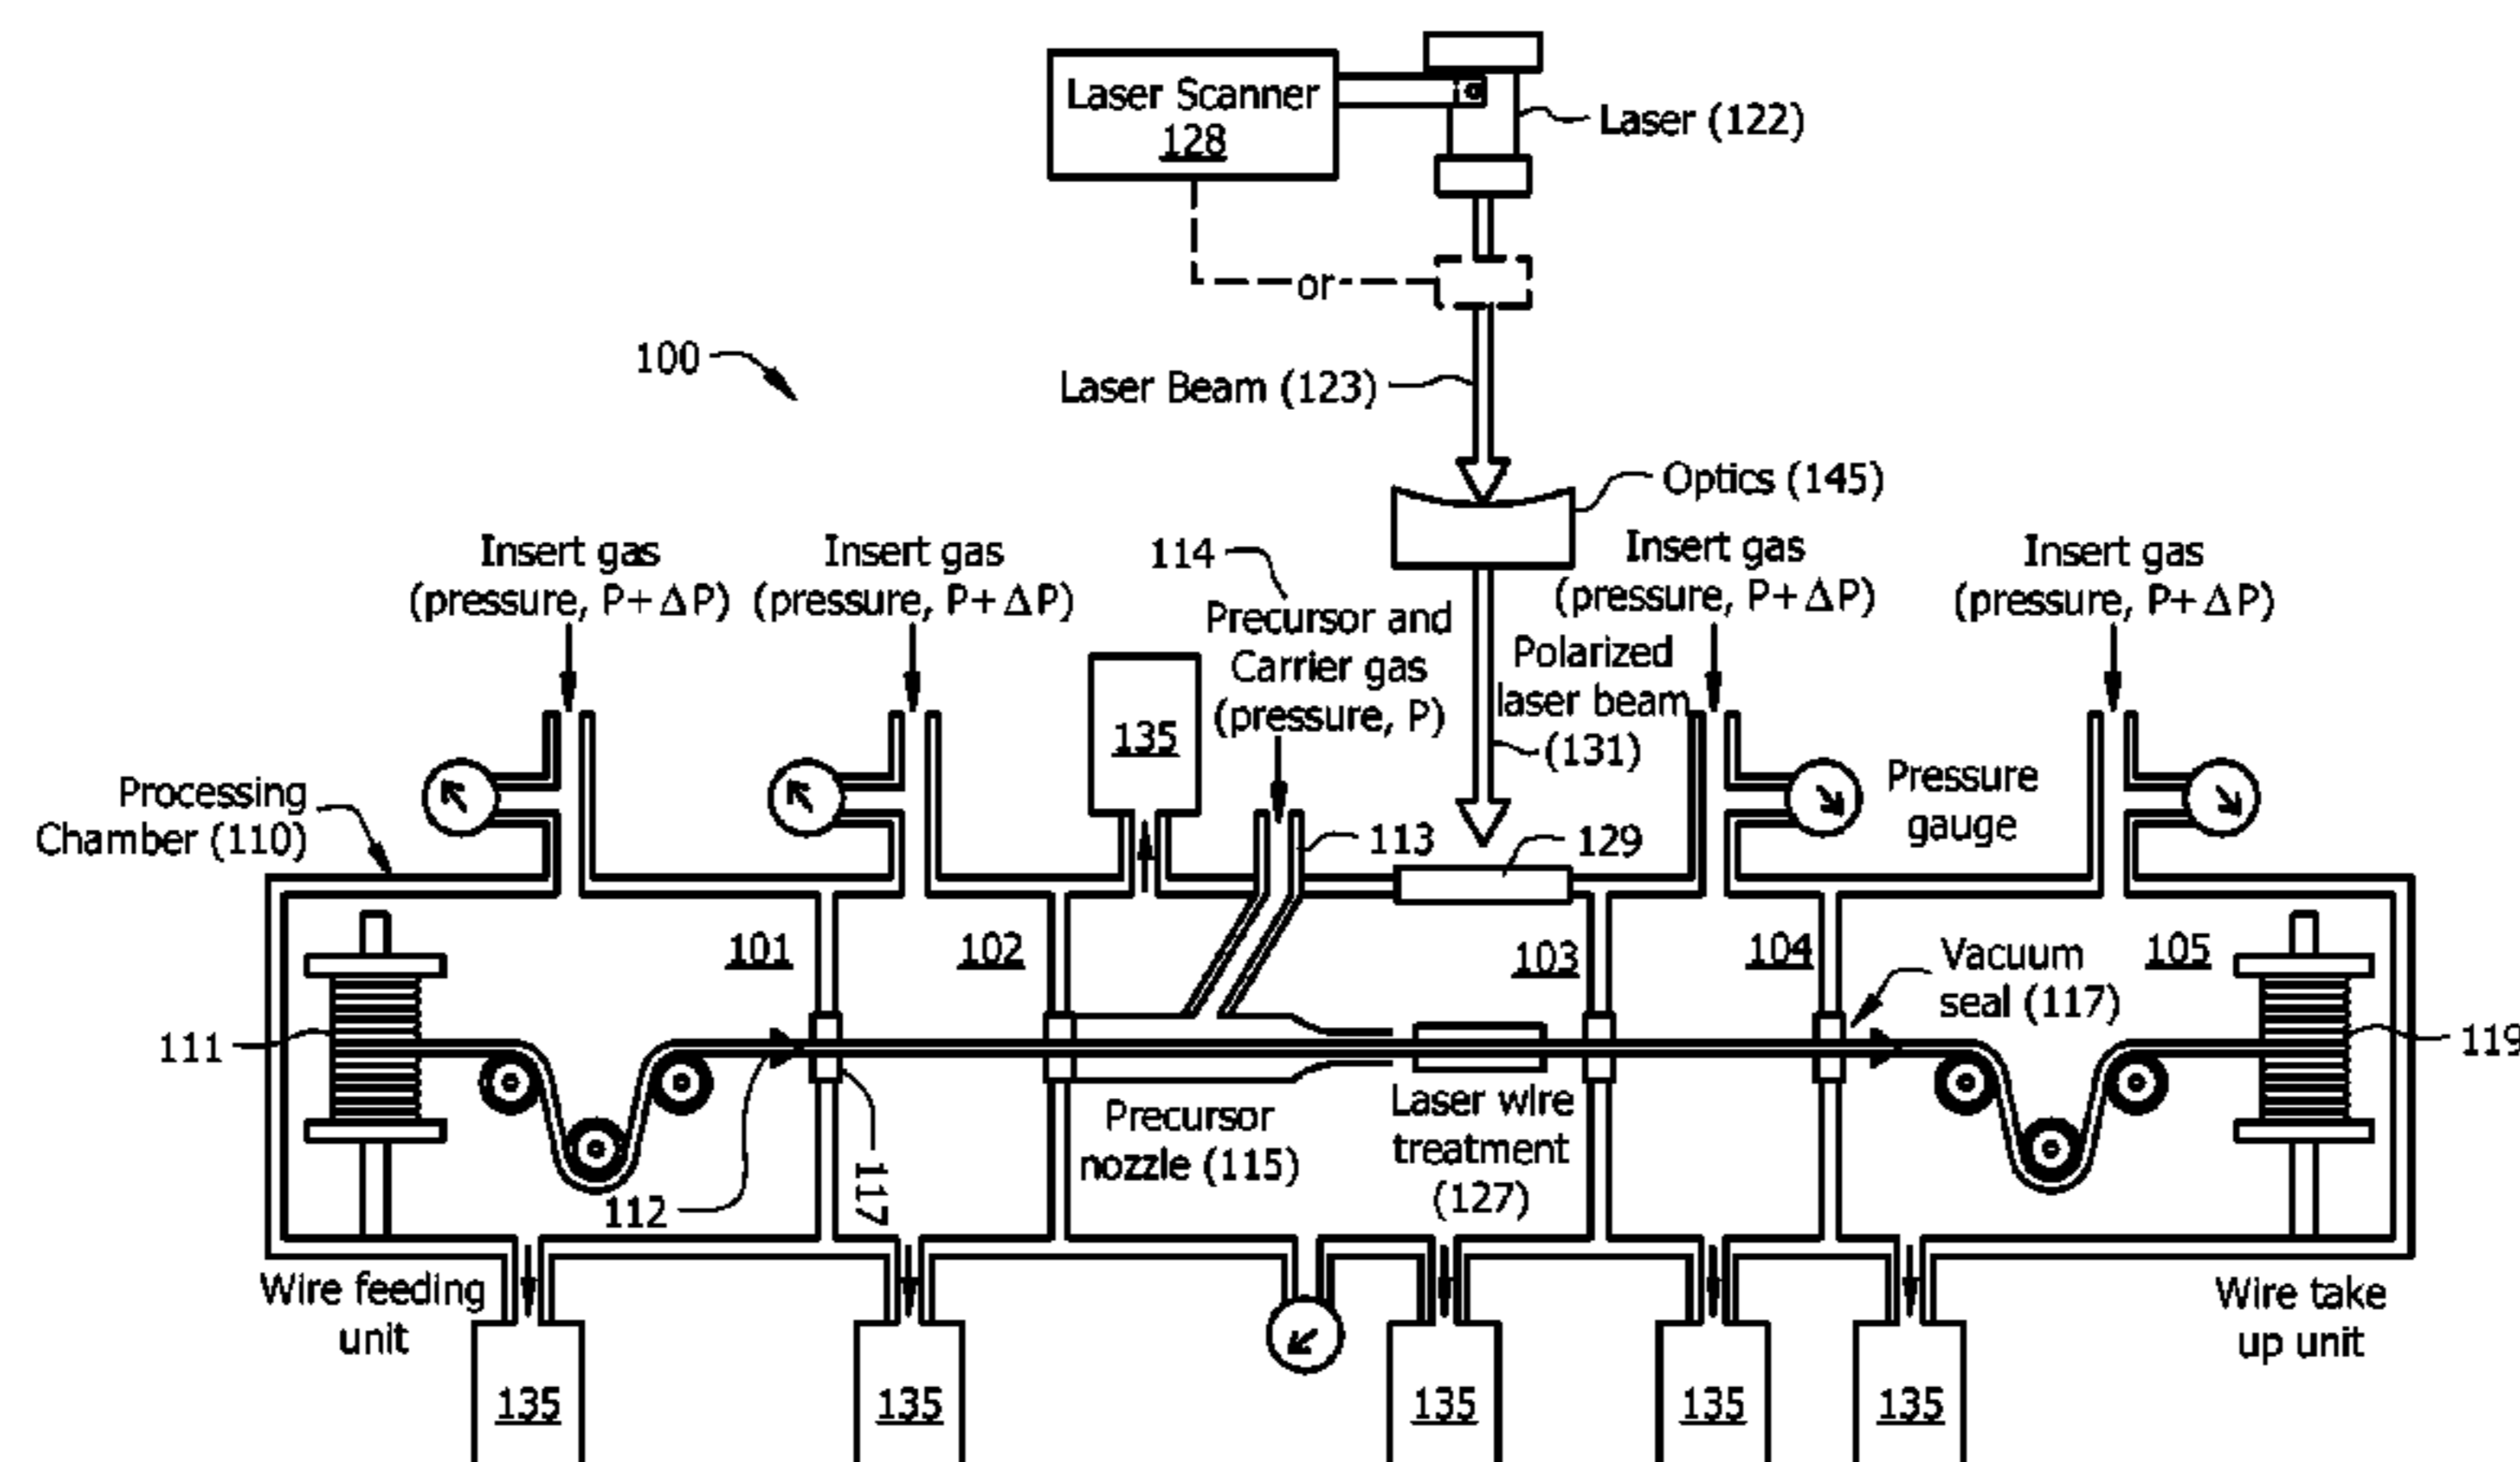 Laser Scanner
128
Laser (122)
or
100
Laser Beam (123)
Optics (145)
Insert gas
(pressure, P+ΔP)
Insert gas
(pressure, P+ΔP)
114
Precursor and
Carrier gas
(pressure, P)
Insert gas
(pressure, P+ΔP)
Insert gas
(pressure, P+ΔP)
Polarized
laser beam
(131)
135
Processing
Chamber (110)
113
129
Pressure
gauge
101
102
103
104
105
Vacuum
seal (117)
111
119
112
117
Precursor
nozzle (115)
Laser wire
treatment
(127)
Wire feeding
unit
Wire take
up unit
135
135
135
135
135